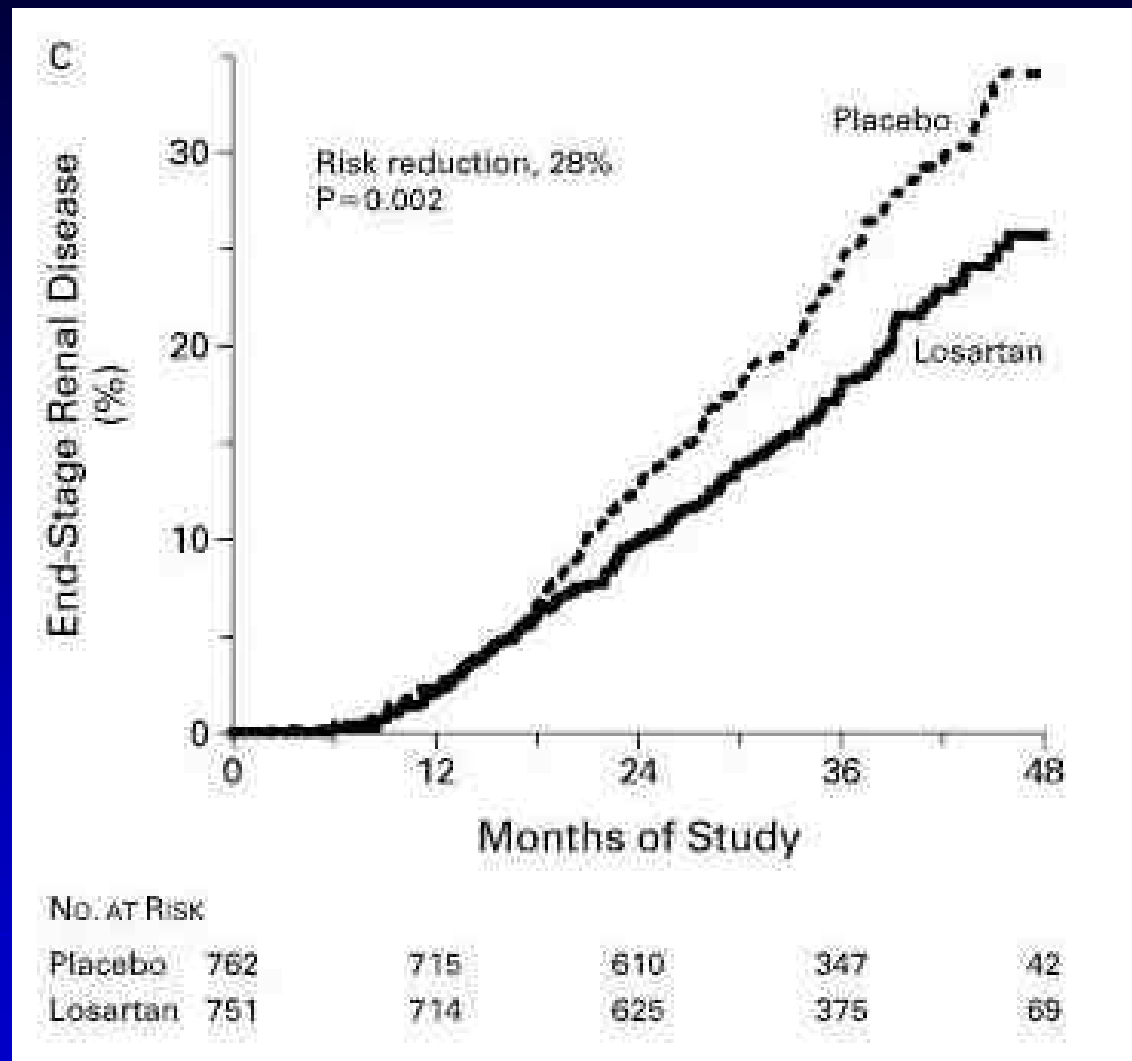 C
End-Stage Renal Disease
(%)
30
20
10
0
Risk reduction, 28%
P=0.002
Placebo
Losartan
0 12 24 36 48
Months of Study
NO. AT RISK
Placebo 762 715 610 347 42
Losartan 751 714 625 375 69